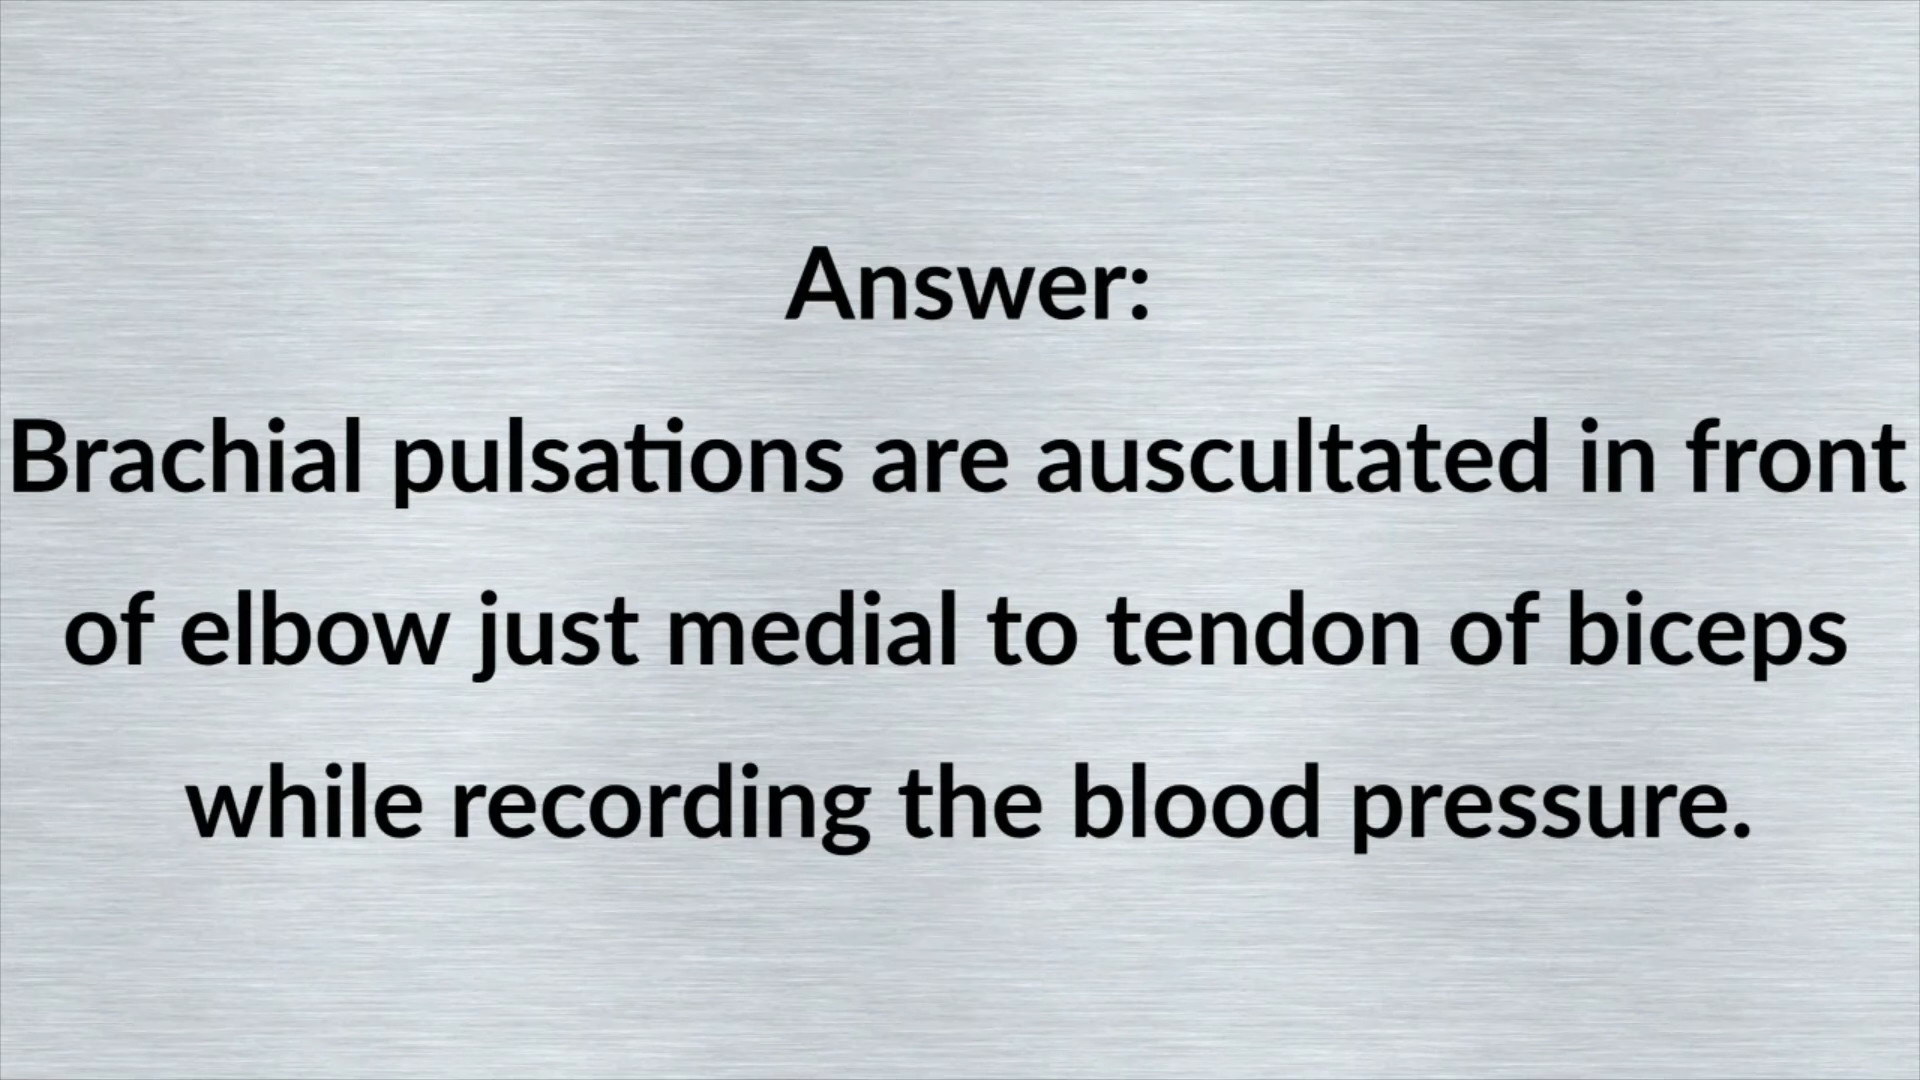 Answer:
Brachial pulsations are auscultated in front
of elbow just medial to tendon of biceps
while recording the blood pressure.